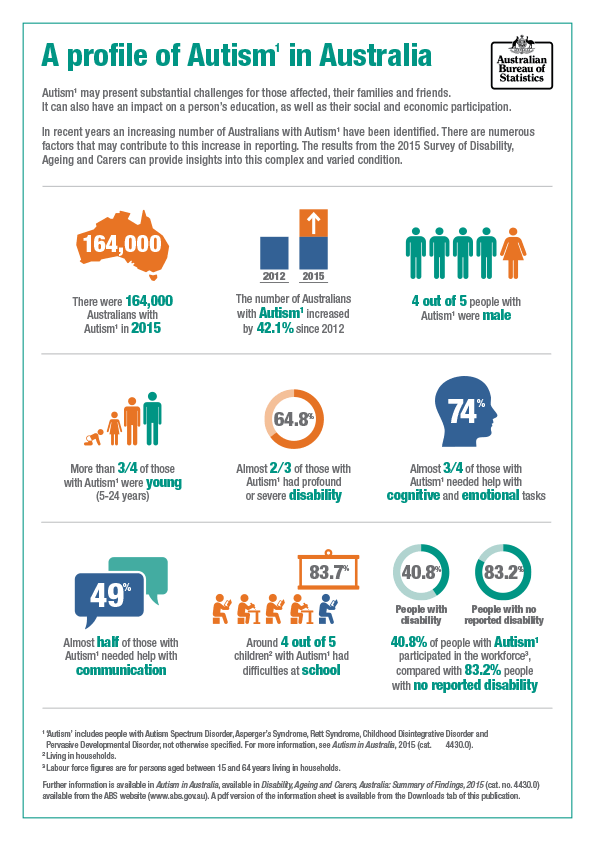 A profile of Autism¹ in Australia
Australian
Bureau of
Statistics
Autism¹ may present substantial challenges for those affected, their families and friends.
It can also have an impact on a person's education, as well as their social and economic participation.
In recent years an increasing number of Australians with Autism¹ have been identified. There are numerous
factors that may contribute to this increase in reporting. The results from the 2015 Survey of Disability,
Ageing and Carers can provide insights into this complex and varied condition.
164,000
There were 164,000
Australians with
Autism¹ in 2015
2012 2015
The number of Australians
with Autism¹ increased
by 42.1% since 2012
4 out of 5 people with
Autism¹ were male
More than 3/4 of those
with Autism¹ were young
(5-24 years)
64.8%
Almost 2/3 of those with
Autism¹ had profound
or severe disability
74%
Almost 3/4 of those with
Autism¹ needed help with
cognitive and emotional tasks
49%
Almost half of those with
Autism¹ needed help with
communication
83.7%
Around 4 out of 5
children² with Autism¹ had
difficulties at school
40.8% 83.2%
People with
disability
People with no
reported disability
40.8% of people with Autism¹
participated in the workforce³,
compared with 83.2% people
with no reported disability
¹ 'Autism' includes people with Autism Spectrum Disorder, Asperger's Syndrome, Rett Syndrome, Childhood Disintegrative Disorder and
Pervasive Developmental Disorder, not otherwise specified. For more information, see Autism in Australia, 2015 (cat. 4430.0).
² Living in households.
³ Labour force figures are for persons aged between 15 and 64 years living in households.
Further information is available in Autism in Australia, available in Disability, Ageing and Carers, Australia: Summary of Findings, 2015 (cat. no. 4430.0)
available from the ABS website (www.abs.gov.au). A pdf version of the information sheet is available from the Downloads tab of this publication.